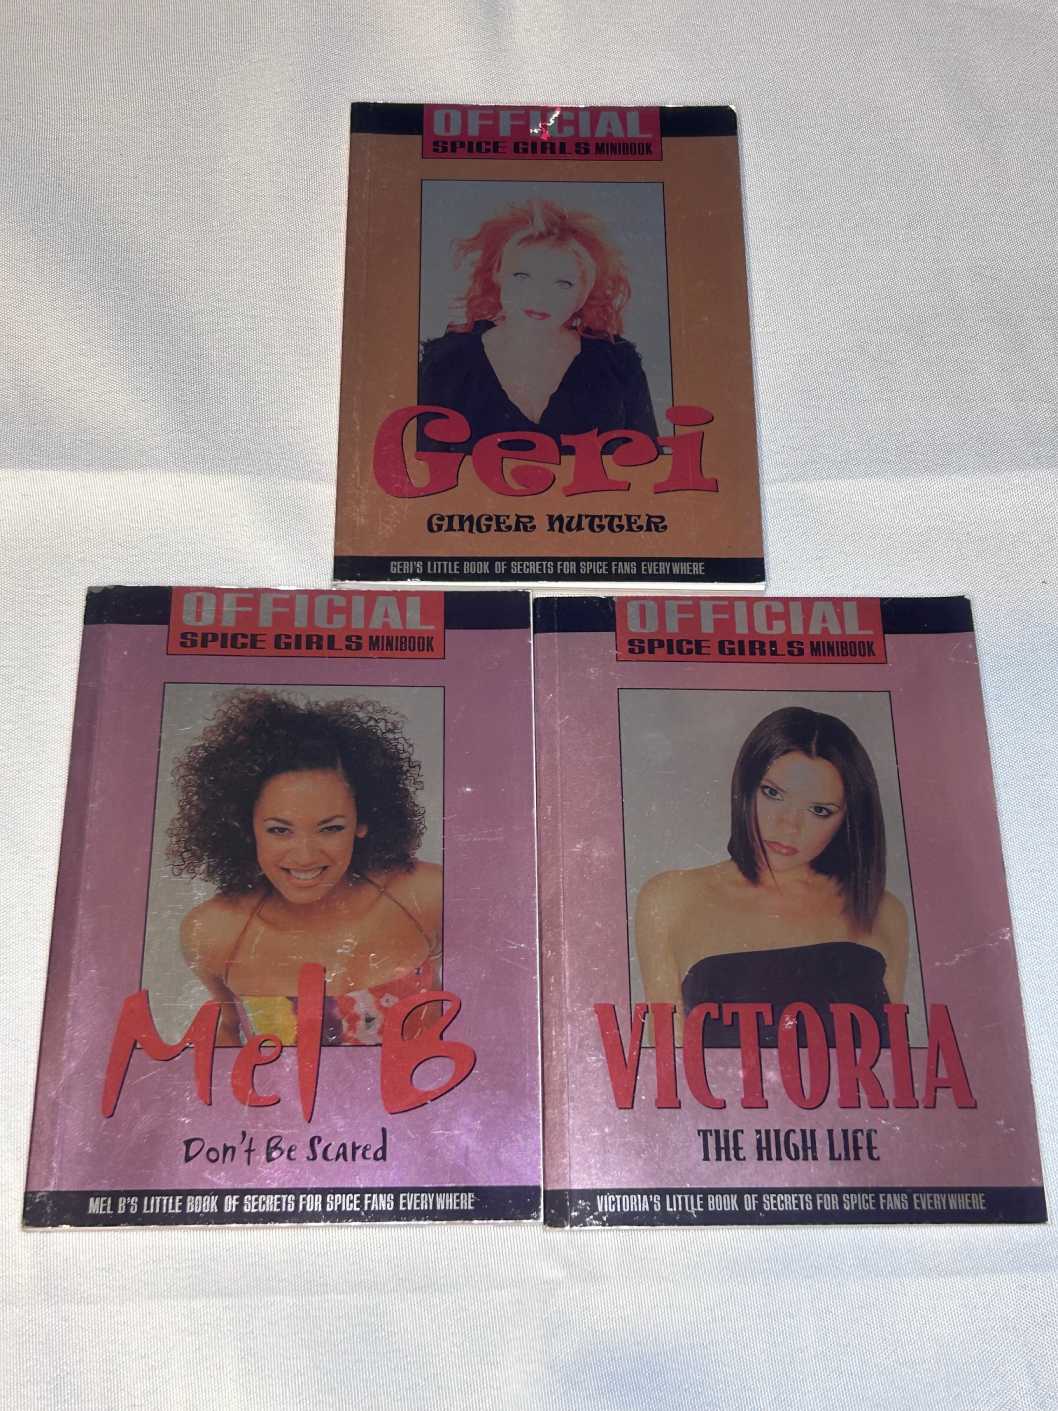 OFFICIAL
SPICE GIRLS MINIBOOK
Geri
GINGER NUTTER
GERI'S LITTLE BOOK OF SECRETS FOR SPICE FANS EVERYWHERE
OFFICIAL
SPICE GIRLS MINIBOOK
Mel B
Don't Be Scared
MEL B'S LITTLE BOOK OF SECRETS FOR SPICE FANS EVERYWHERE
OFFICIAL
SPICE GIRLS MINIBOOK
VICTORIA
THE HIGH LIFE
VICTORIA'S LITTLE BOOK OF SECRETS FOR SPICE FANS EVERYWHERE